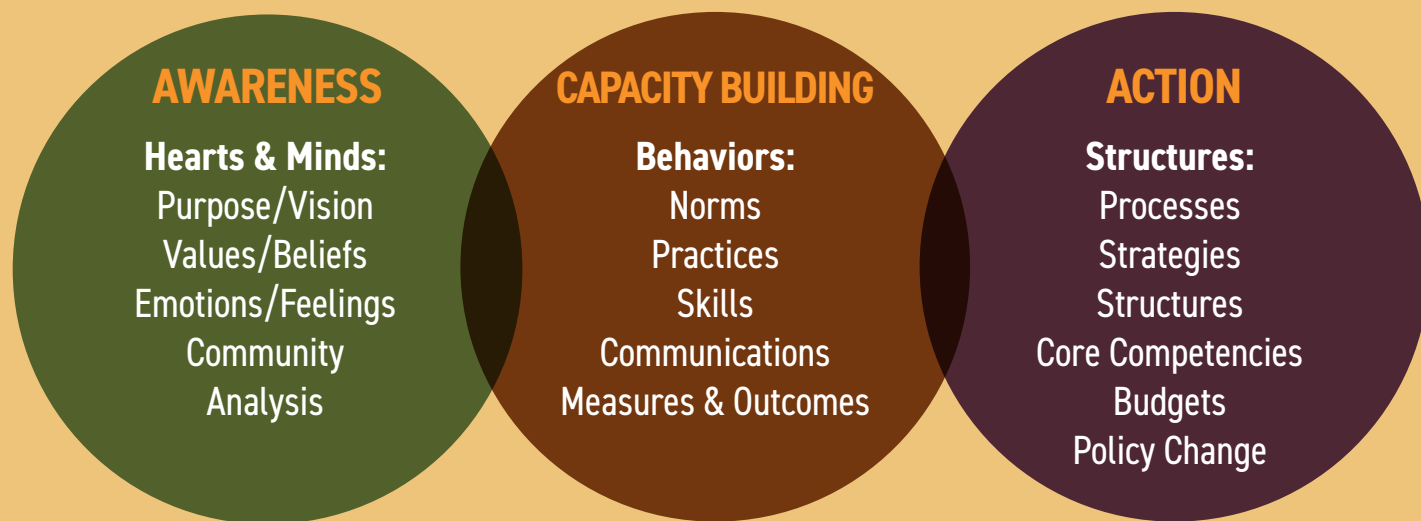 AWARENESS
Hearts & Minds:
Purpose/Vision
Values/Beliefs
Emotions/Feelings
Community
Analysis
CAPACITY BUILDING
Behaviors:
Norms
Practices
Skills
Communications
Measures & Outcomes
ACTION
Structures:
Processes
Strategies
Structures
Core Competencies
Budgets
Policy Change